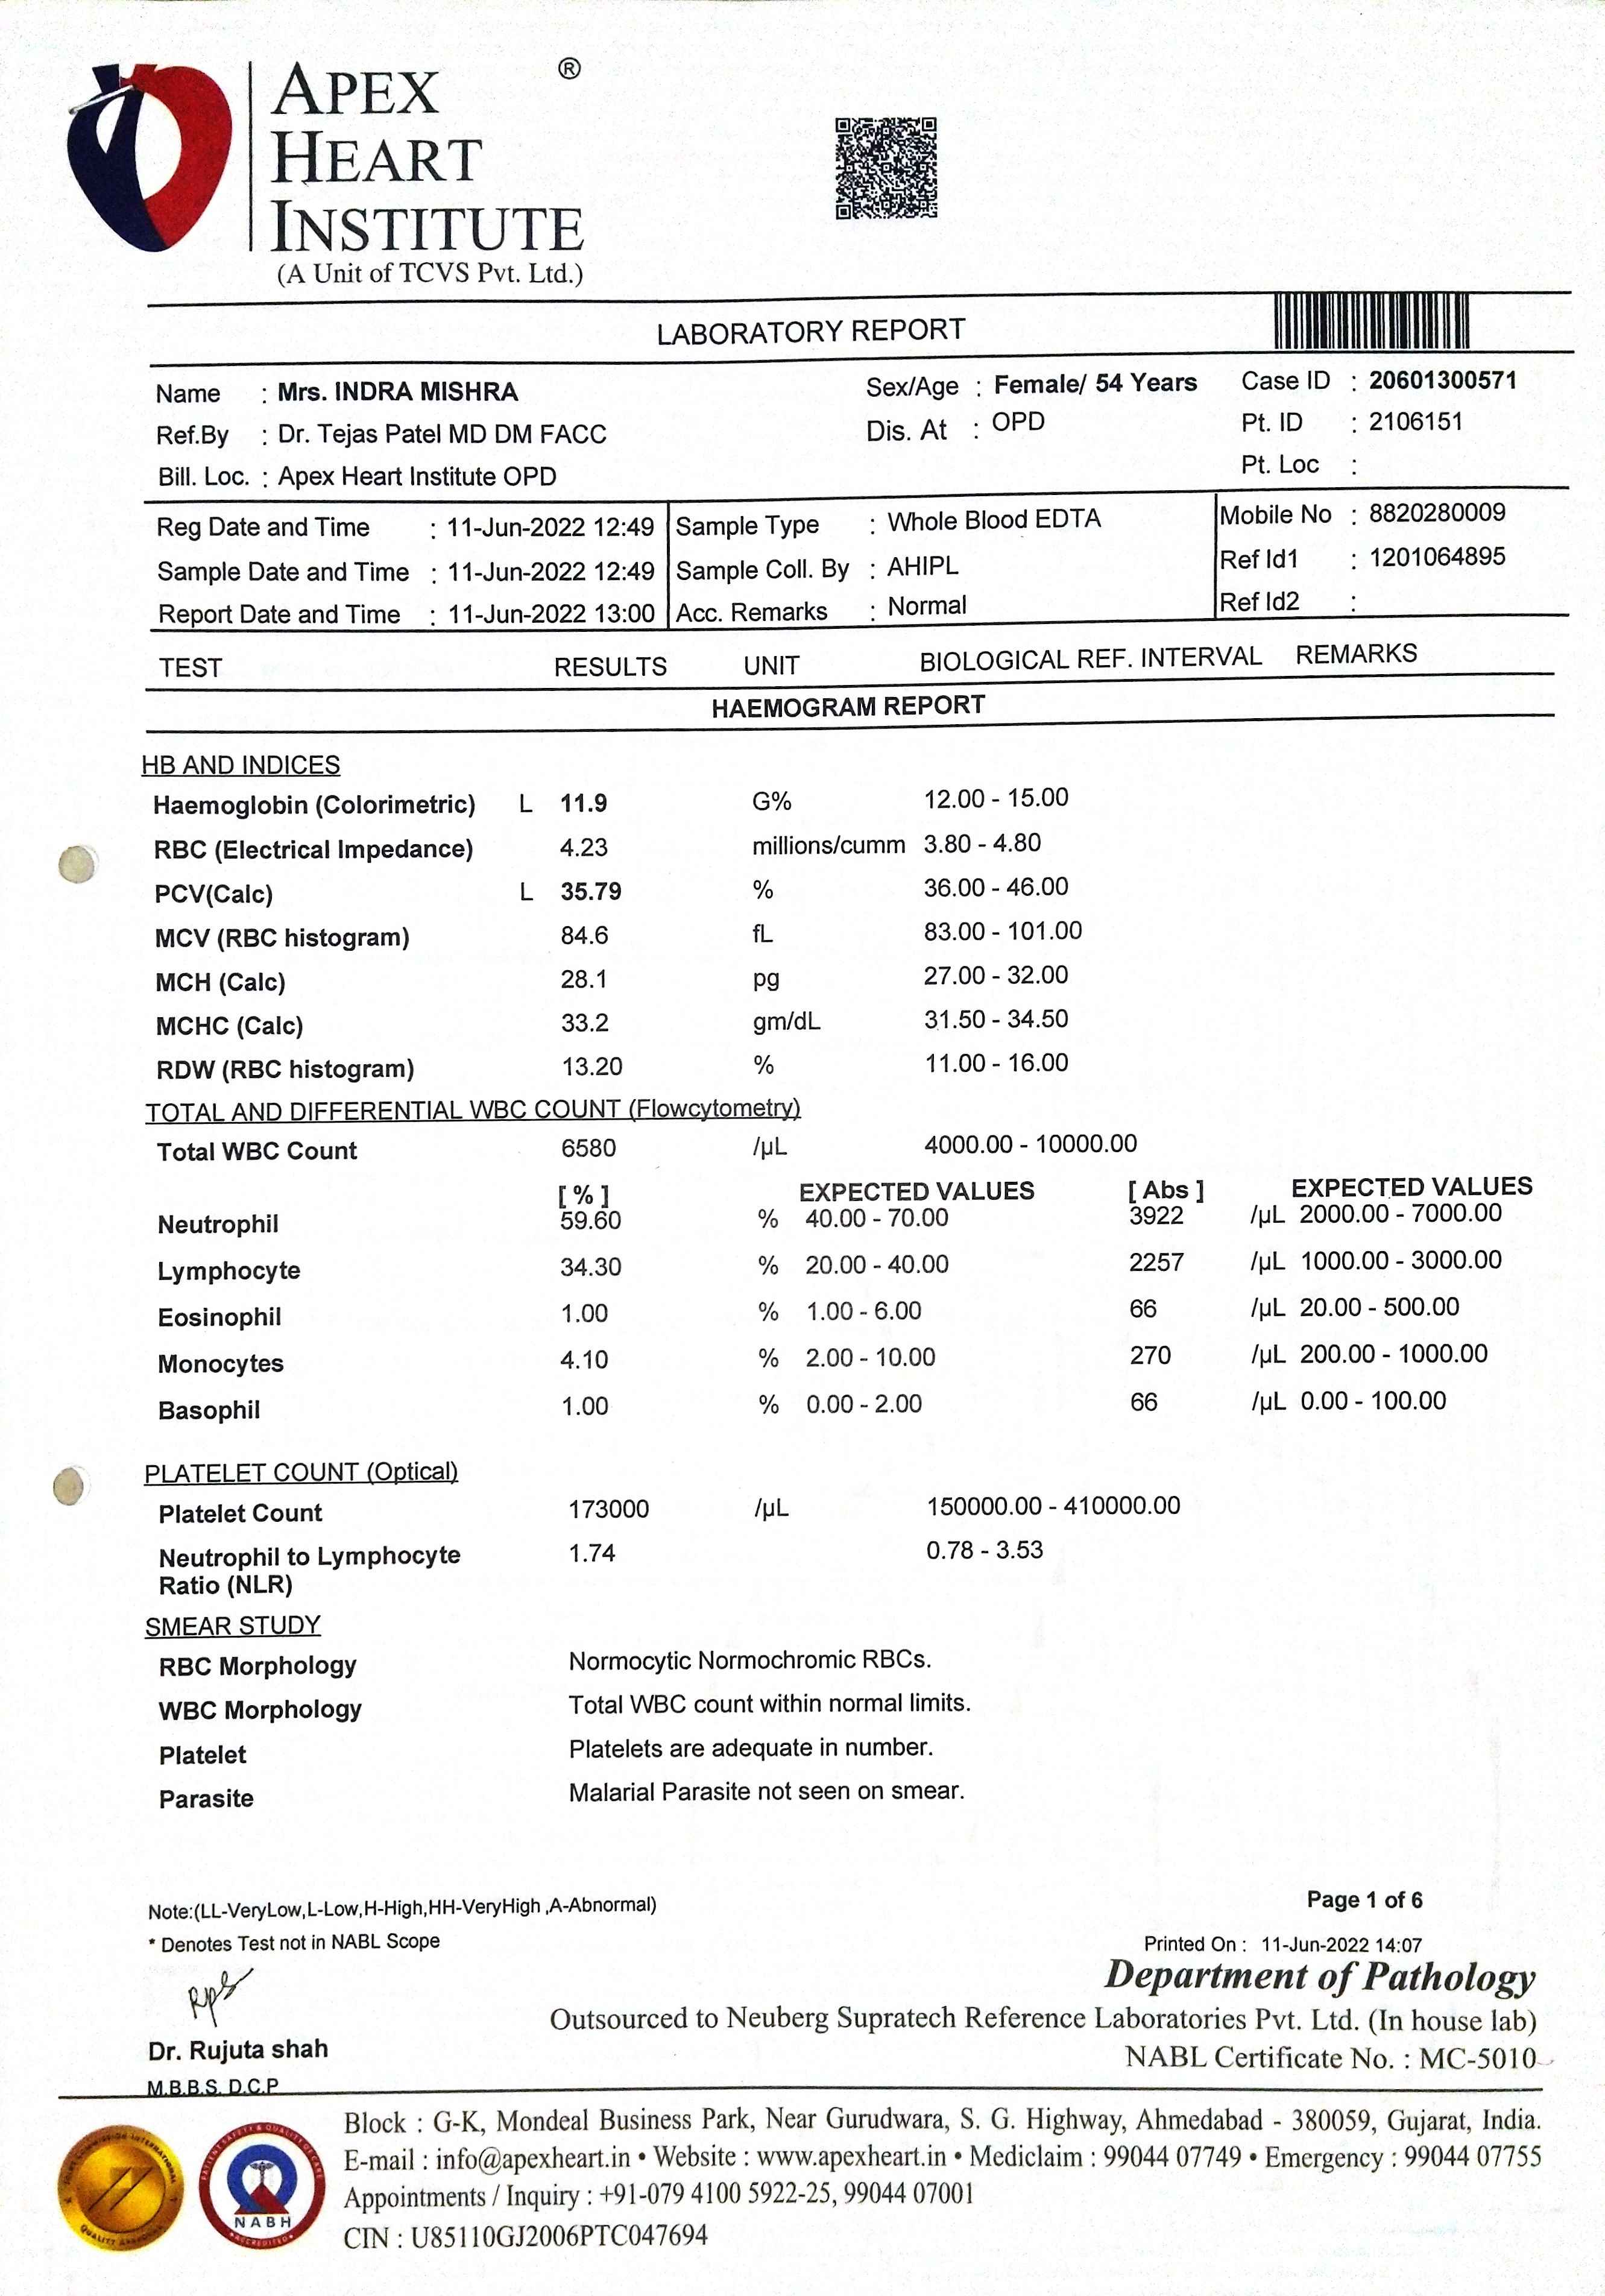 APEX ®
HEART
INSTITUTE
(A Unit of TCVS Pvt. Ltd.)
LABORATORY REPORT
Name : Mrs. INDRA MISHRA Sex/Age : Female/ 54 Years Case ID : 20601300571
Ref.By : Dr. Tejas Patel MD DM FACC Dis. At : OPD Pt. ID : 2106151
Bill. Loc. : Apex Heart Institute OPD Pt. Loc :
Reg Date and Time : 11-Jun-2022 12:49 Sample Type : Whole Blood EDTA Mobile No : 8820280009
Sample Date and Time : 11-Jun-2022 12:49 Sample Coll. By : AHIPL Ref Id1 : 1201064895
Report Date and Time : 11-Jun-2022 13:00 Acc. Remarks : Normal Ref Id2 :
TEST RESULTS UNIT BIOLOGICAL REF. INTERVAL REMARKS
HAEMOGRAM REPORT
HB AND INDICES
Haemoglobin (Colorimetric) L 11.9 G% 12.00 - 15.00
RBC (Electrical Impedance) 4.23 millions/cumm 3.80 - 4.80
PCV(Calc) L 35.79 % 36.00 - 46.00
MCV (RBC histogram) 84.6 fL 83.00 - 101.00
MCH (Calc) 28.1 pg 27.00 - 32.00
MCHC (Calc) 33.2 gm/dL 31.50 - 34.50
RDW (RBC histogram) 13.20 % 11.00 - 16.00
TOTAL AND DIFFERENTIAL WBC COUNT (Flowcytometry)
Total WBC Count 6580 /µL 4000.00 - 10000.00
[ % ] EXPECTED VALUES [ Abs ] EXPECTED VALUES
Neutrophil 59.60 % 40.00 - 70.00 3922 /µL 2000.00 - 7000.00
Lymphocyte 34.30 % 20.00 - 40.00 2257 /µL 1000.00 - 3000.00
Eosinophil 1.00 % 1.00 - 6.00 66 /µL 20.00 - 500.00
Monocytes 4.10 % 2.00 - 10.00 270 /µL 200.00 - 1000.00
Basophil 1.00 % 0.00 - 2.00 66 /µL 0.00 - 100.00
PLATELET COUNT (Optical)
Platelet Count 173000 /µL 150000.00 - 410000.00
Neutrophil to Lymphocyte 1.74 0.78 - 3.53
Ratio (NLR)
SMEAR STUDY
RBC Morphology Normocytic Normochromic RBCs.
WBC Morphology Total WBC count within normal limits.
Platelet Platelets are adequate in number.
Parasite Malarial Parasite not seen on smear.
Note:(LL-VeryLow,L-Low,H-High,HH-VeryHigh ,A-Abnormal) Page 1 of 6
* Denotes Test not in NABL Scope Printed On : 11-Jun-2022 14:07
Department of Pathology
Outsourced to Neuberg Supratech Reference Laboratories Pvt. Ltd. (In house lab)
Dr. Rujuta shah NABL Certificate No. : MC-5010
M.B.B.S. D.C.P
Block : G-K, Mondeal Business Park, Near Gurudwara, S. G. Highway, Ahmedabad - 380059, Gujarat, India.
E-mail : info@apexheart.in • Website : www.apexheart.in • Mediclaim : 99044 07749 • Emergency : 99044 07755
Appointments / Inquiry : +91-079 4100 5922-25, 99044 07001
NABH
CIN : U85110GJ2006PTC047694